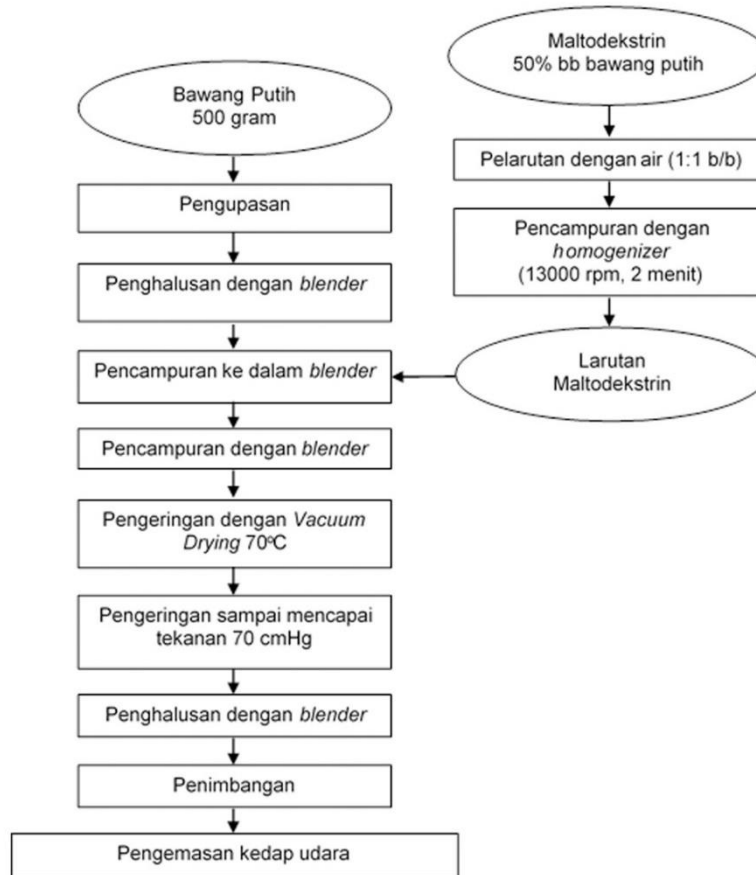 Bawang Putih
500 gram
Pengupasan
Penghalusan dengan blender
Maltodekstrin
50% bb bawang putih
Pelarutan dengan air (1:1 b/b)
Pencampuran dengan
homogenizer
(13000 rpm, 2 menit)
Larutan
Maltodekstrin
Pencampuran ke dalam blender
Pencampuran dengan blender
Pengeringan dengan Vacuum
Drying 70ºC
Pengeringan sampai mencapai
tekanan 70 cmHg
Penghalusan dengan blender
Penimbangan
Pengemasan kedap udara